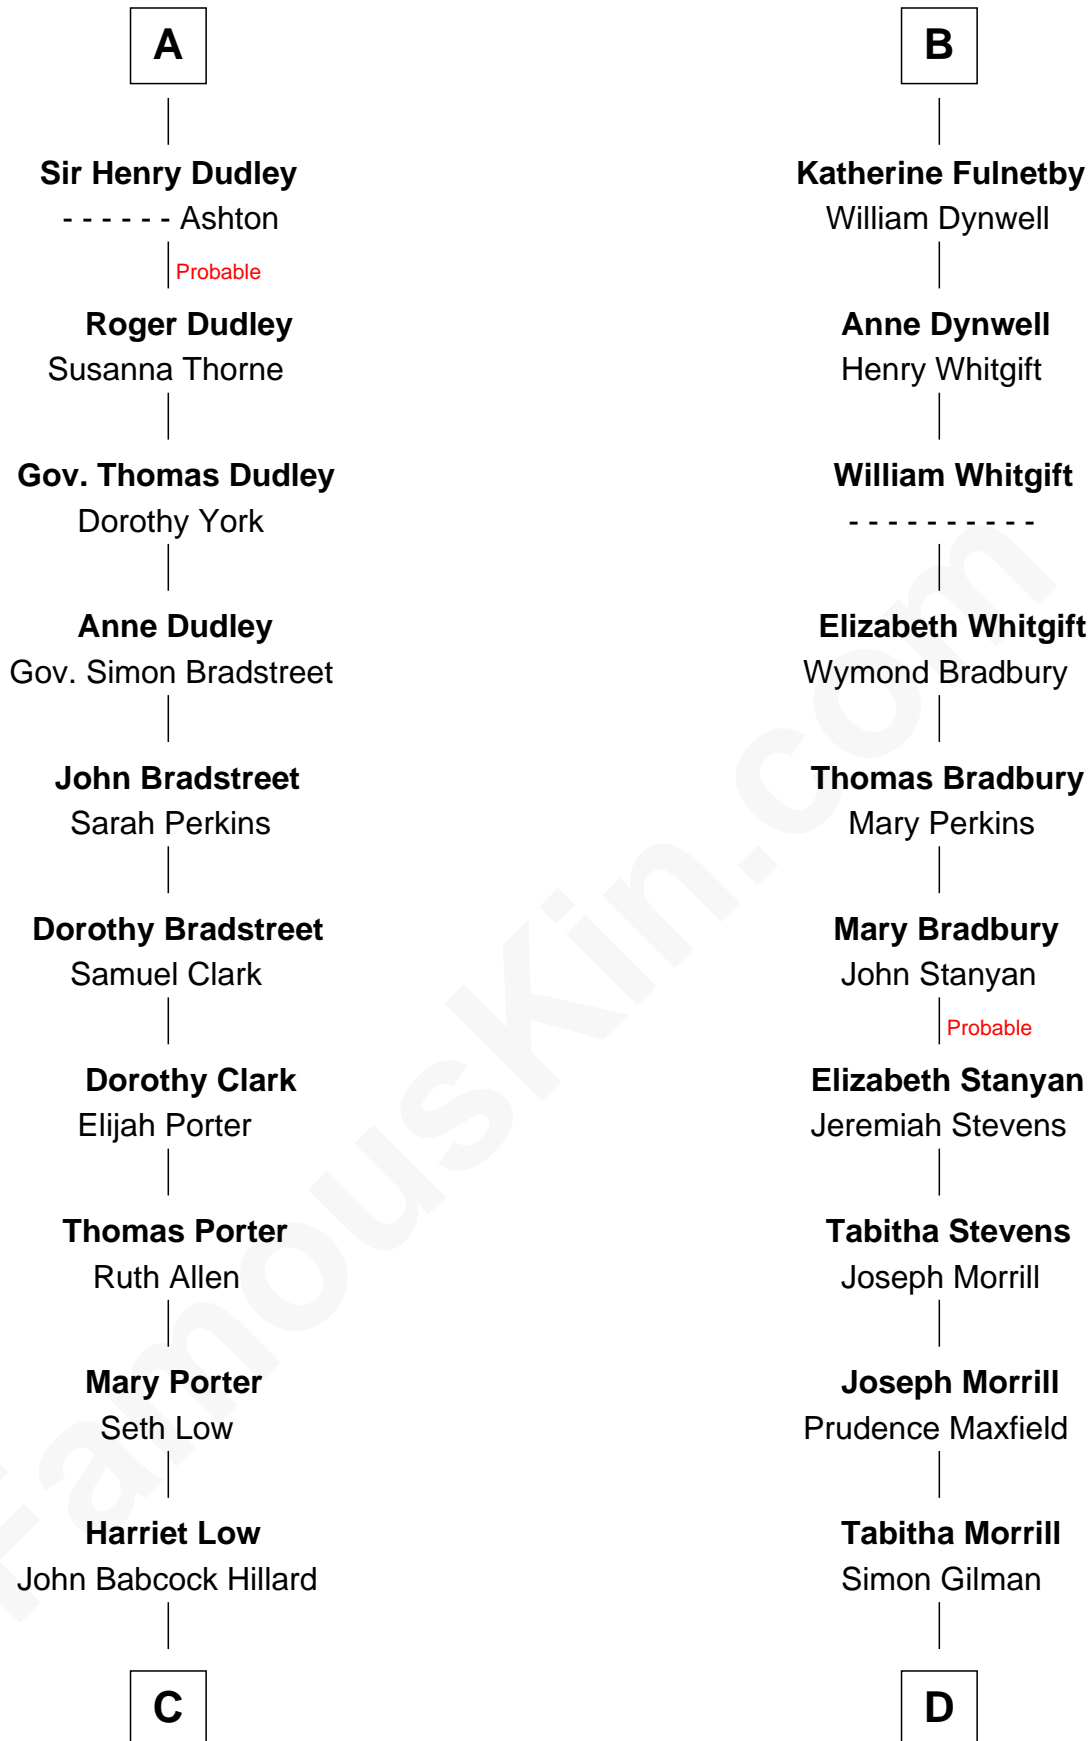 A
Sir Henry Dudley
- - - - - - Ashton
Probable
Roger Dudley
Susanna Thorne
Gov. Thomas Dudley
Dorothy York
Anne Dudley
Gov. Simon Bradstreet
John Bradstreet
Sarah Perkins
Dorothy Bradstreet
Samuel Clark
Dorothy Clark
Elijah Porter
Thomas Porter
Ruth Allen
Mary Porter
Seth Low
Harriet Low
John Babcock Hillard
C
B
Katherine Fulnetby
William Dynwell
Anne Dynwell
Henry Whitgift
William Whitgift
- - - - - - - - - -
Elizabeth Whitgift
Wymond Bradbury
Thomas Bradbury
Mary Perkins
Mary Bradbury
John Stanyan
Probable
Elizabeth Stanyan
Jeremiah Stevens
Tabitha Stevens
Joseph Morrill
Joseph Morrill
Prudence Maxfield
Tabitha Morrill
Simon Gilman
D
FamousKin.com